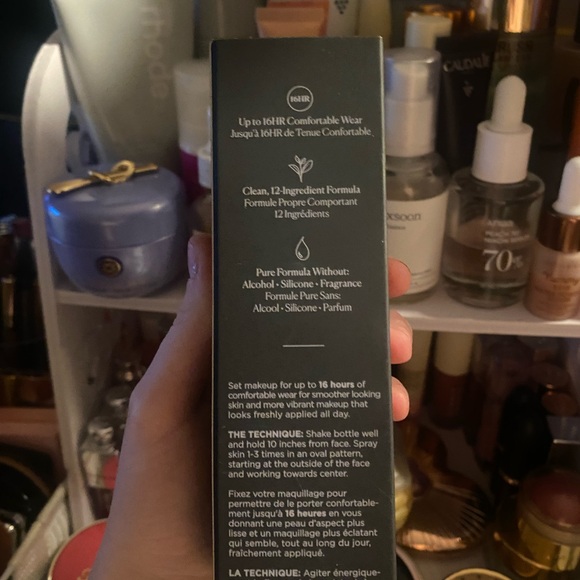 rhode
CAUDALIE
16HR
Up to 16HR Comfortable Wear
Jusqu'à 16HR de Tenue Confortable
Clean, 12-Ingredient Formula
Formule Propre Comportant
12 Ingrédients
Pure Formula Without:
Alcohol • Silicone • Fragrance
Formule Pure Sans:
Alcool • Silicone • Parfum
Set makeup for up to 16 hours of
comfortable wear for smoother looking
skin and more vibrant makeup that
looks freshly applied all day.
THE TECHNIQUE: Shake bottle well
and hold 10 inches from face. Spray
skin 1-3 times in an oval pattern,
starting at the outside of the face
and working towards center.
Fixez votre maquillage pour
permettre de le porter confortable-
ment jusqu'à 16 heures en vous
donnant une peau d'aspect plus
lisse et un maquillage plus éclatant
qui semble, tout au long du jour,
fraîchement appliqué.
LA TECHNIQUE: Agiter énergique-
xsoon
70%